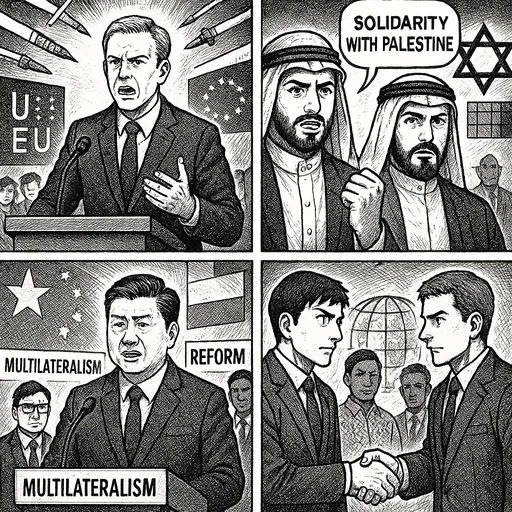 U
EU
SOLIDARITY
WITH PALESTINE
MULTILATERALISM
REFORM
MULTILATERALISM